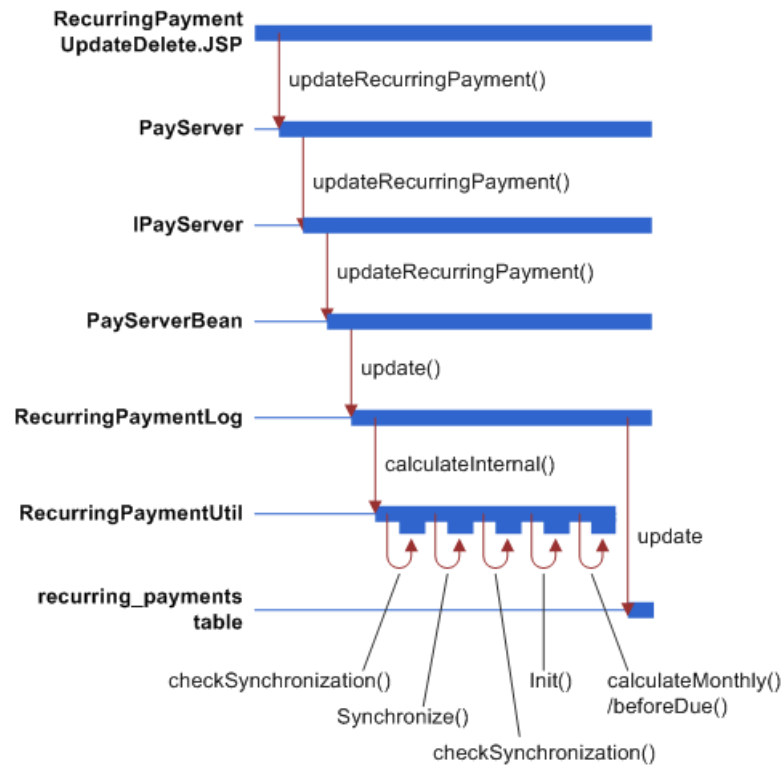 RecurringPayment
UpdateDelete.JSP
updateRecurringPayment()
PayServer
updateRecurringPayment()
IPayServer
updateRecurringPayment()
PayServerBean
update()
RecurringPaymentLog
calculateInternal()
RecurringPaymentUtil
update
recurring_payments
table
checkSynchronization()
Init()
calculateMonthly()
/beforeDue()
Synchronize()
checkSynchronization()